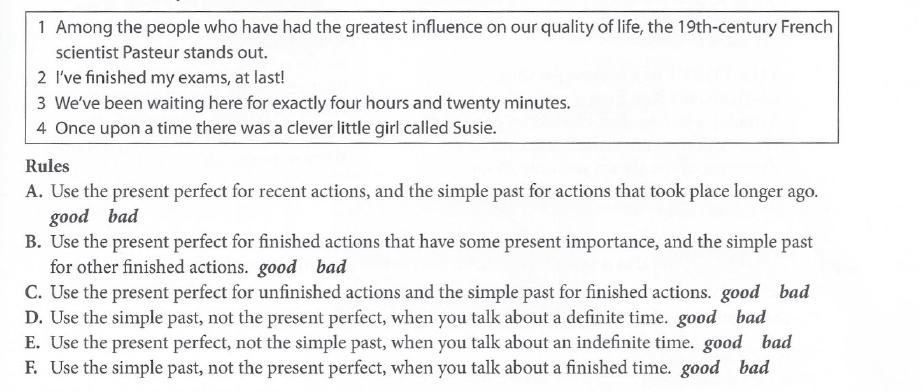 1 Among the people who have had the greatest influence on our quality of life, the 19th-century French
scientist Pasteur stands out.
2 I've finished my exams, at last!
3 We've been waiting here for exactly four hours and twenty minutes.
4 Once upon a time there was a clever little girl called Susie.
Rules
A. Use the present perfect for recent actions, and the simple past for actions that took place longer ago.
good bad
B. Use the present perfect for finished actions that have some present importance, and the simple past
for other finished actions. good bad
C. Use the present perfect for unfinished actions and the simple past for finished actions. good bad
D. Use the simple past, not the present perfect, when you talk about a definite time. good bad
E. Use the present perfect, not the simple past, when you talk about an indefinite time. good bad
F. Use the simple past, not the present perfect, when you talk about a finished time. good bad